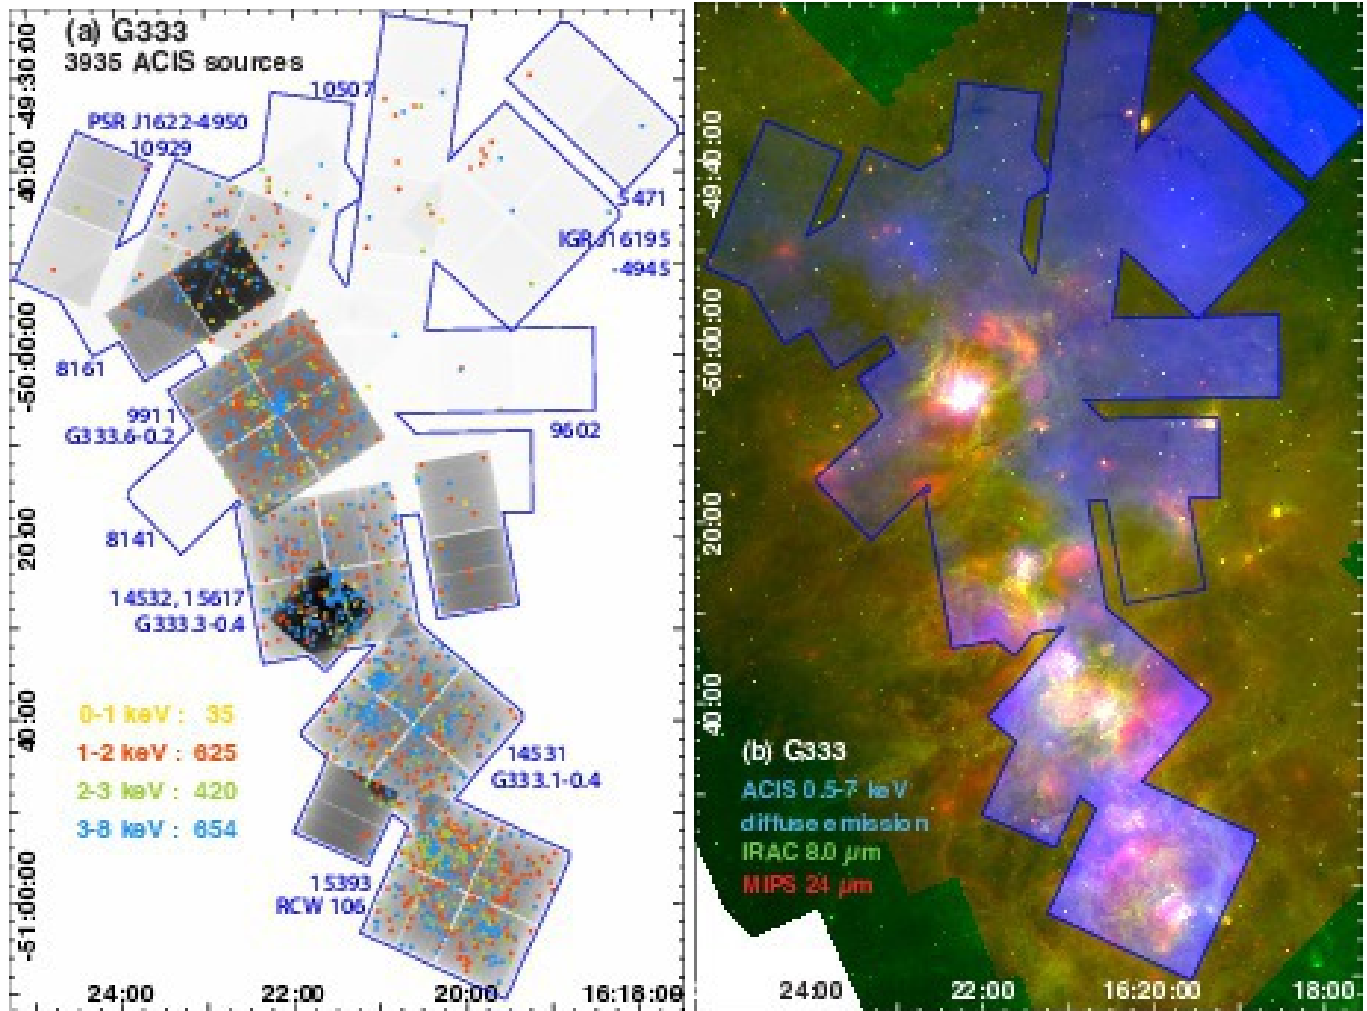 (a) G333
3935 ACIS sources
10507
PSR J1622-4950
10929
5471
IGR J16195
-4945
8161
9911
G333.6-0.2
9602
8141
14532, 15617
G333.3-0.4
0-1 keV : 35
1-2 keV : 625
2-3 keV : 420
3-8 keV : 654
14531
G333.1-0.4
15393
RCW 106
-49:30:00
40:00
-50:00:00
20:00
40:00
-51:00:00
24:00
22:00
20:00
16:18:00
-49:40:00
-50:00:00
20:00
40:00
(b) G333
ACIS 0.5-7 keV
diffuse emission
IRAC 8.0 µm
MIPS 24 µm
24:00
22:00
16:20:00
18:00